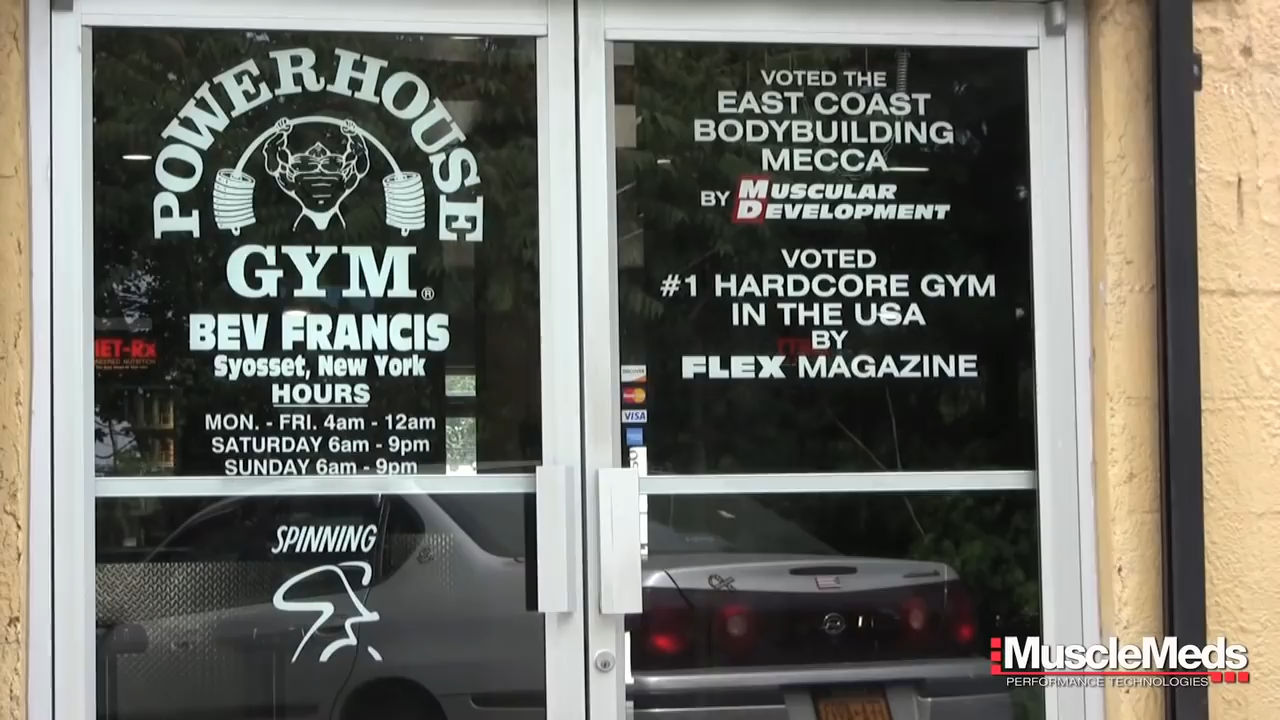 POWERHOUSE
GYM®
BEV FRANCIS
Syosset, New York
HOURS
MON. - FRI. 4am - 12am
SATURDAY 6am - 9pm
SUNDAY 6am - 9pm
SPINNING
VOTED THE
EAST COAST
BODYBUILDING
MECCA
BY MUSCULAR
DEVELOPMENT
VOTED
#1 HARDCORE GYM
IN THE USA
BY
FLEX MAGAZINE
VISA
MuscleMeds
PERFORMANCE TECHNOLOGIES